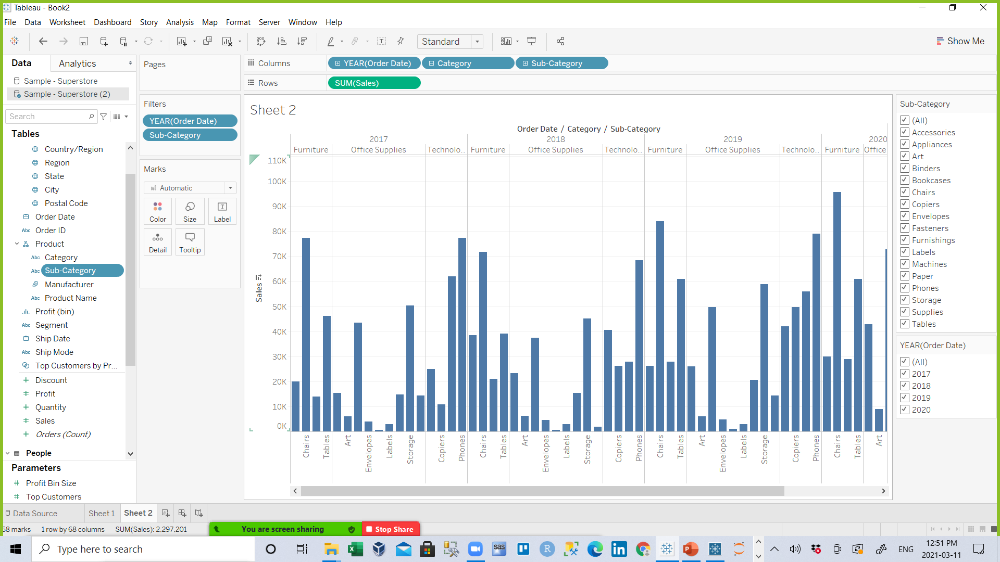 Tableau - Book2
File Data Worksheet Dashboard Story Analysis Map Format Server Window Help
Standard
Show Me
Data Analytics
Sample - Superstore
Sample - Superstore (2)
Search
Tables
Country/Region
Region
State
City
Postal Code
Order Date
Abc Order ID
Product
Abc Category
Abc Sub-Category
Manufacturer
Abc Product Name
Profit (bin)
Abc Segment
Ship Date
Abc Ship Mode
Top Customers by Pr...
# Discount
# Profit
# Quantity
# Sales
# Orders (Count)
People
Parameters
# Profit Bin Size
# Top Customers
Pages
Filters
YEAR(Order Date)
Sub-Category
Marks
Automatic
Color Size Label
Detail Tooltip
Columns YEAR(Order Date) Category Sub-Category
Rows SUM(Sales)
Sheet 2
Order Date / Category / Sub-Category
2017 2018 2019 2020
Furniture Office Supplies Technolo.. Furniture Office Supplies Technolo.. Furniture Office Supplies Technolo.. Furniture Office
110K
100K
90K
80K
70K
60K
50K
40K
30K
20K
10K
0K
Sales
Chairs Tables Art Envelopes Labels Storage Copiers Phones Chairs Tables Art Envelopes Labels Storage Copiers Phones Chairs Tables Art Envelopes Labels Storage Copiers Phones Chairs Tables Art
Sub-Category
(All)
Accessories
Appliances
Art
Binders
Bookcases
Chairs
Copiers
Envelopes
Fasteners
Furnishings
Labels
Machines
Paper
Phones
Storage
Supplies
Tables
YEAR(Order Date)
(All)
2017
2018
2019
2020
Data Source Sheet 1 Sheet 2
68 marks 1 row by 68 columns SUM(Sales): 2,297,201
You are screen sharing Stop Share
Type here to search
sas
R
ENG
12:51 PM
2021-03-11